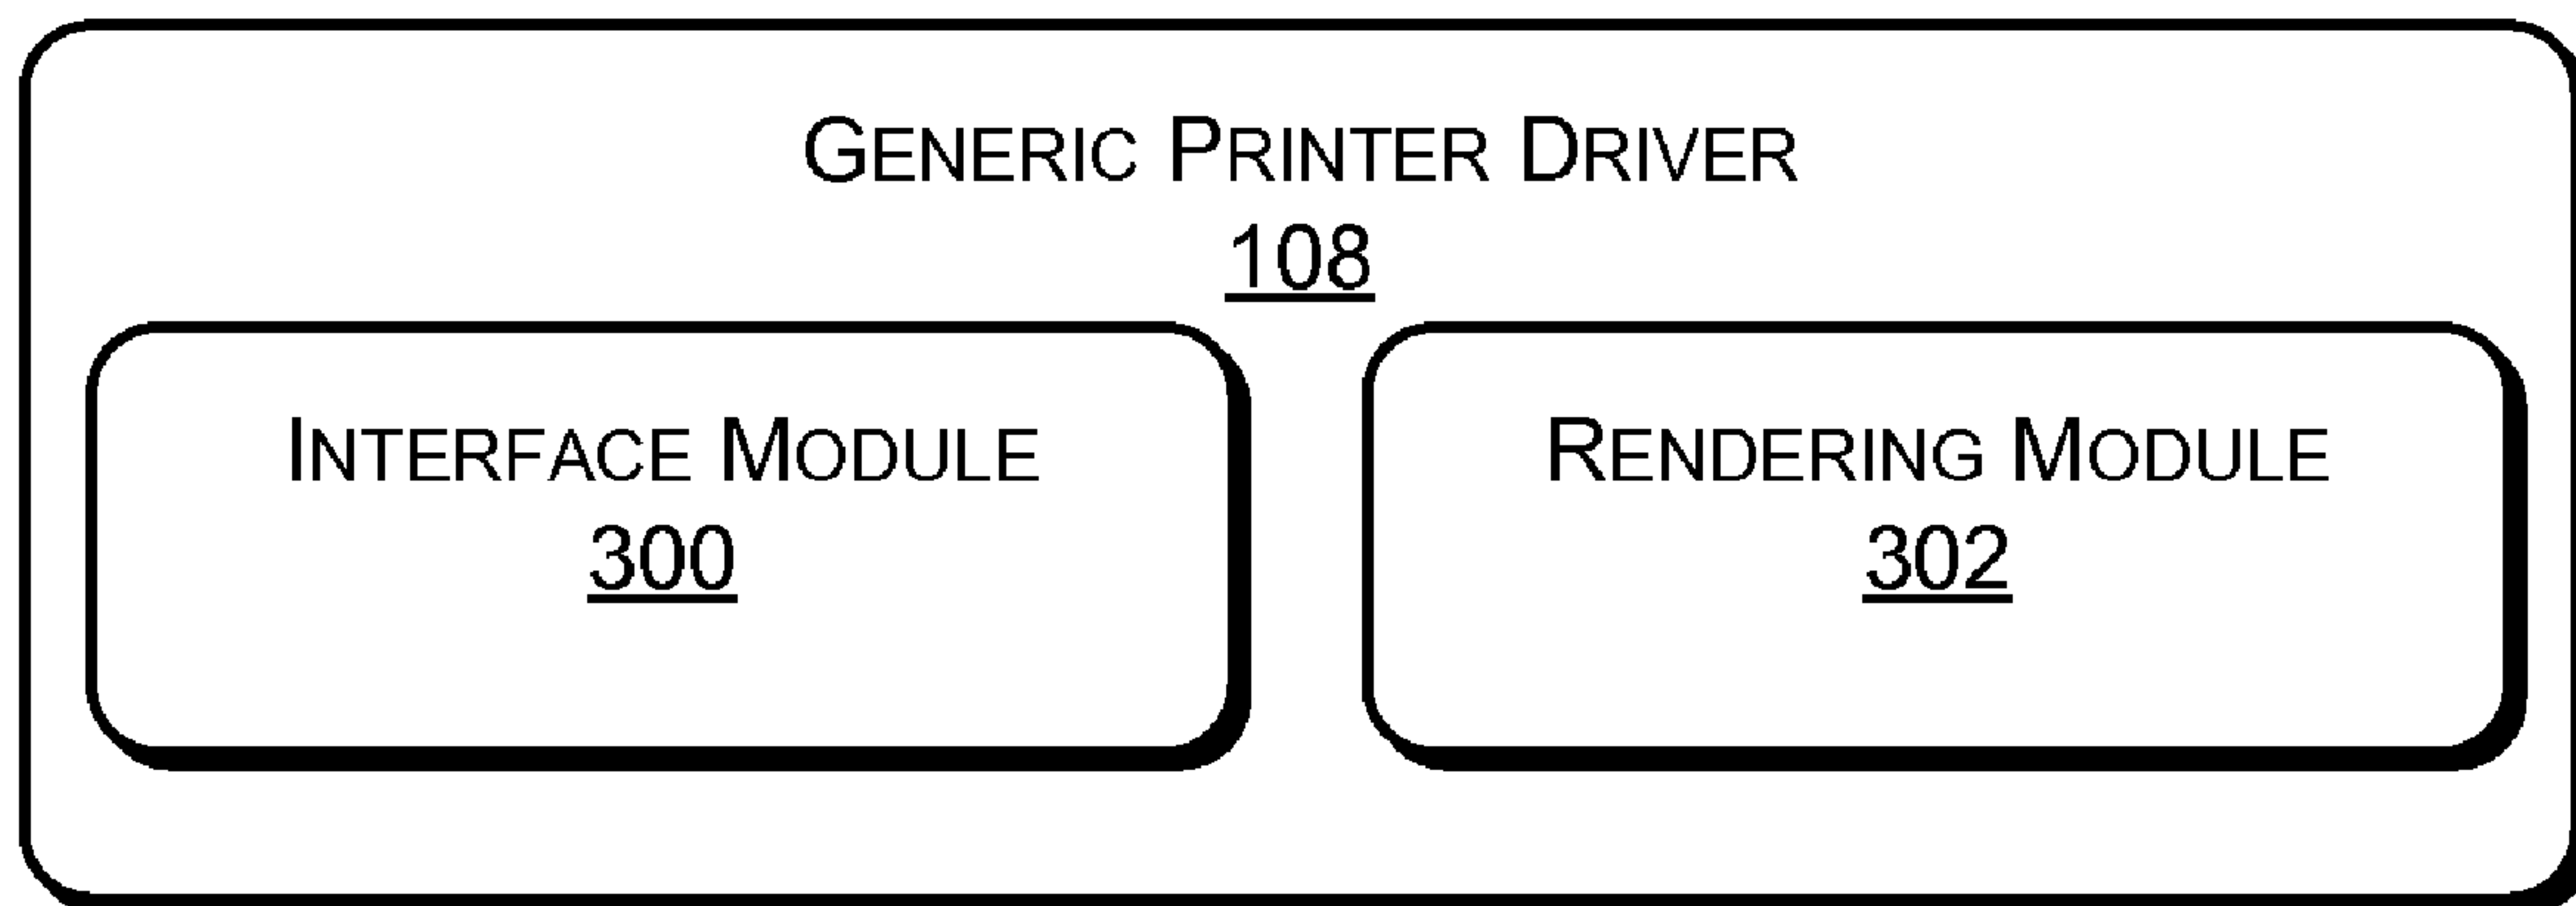 GENERIC PRINTER DRIVER
108
INTERFACE MODULE
300
RENDERING MODULE
302